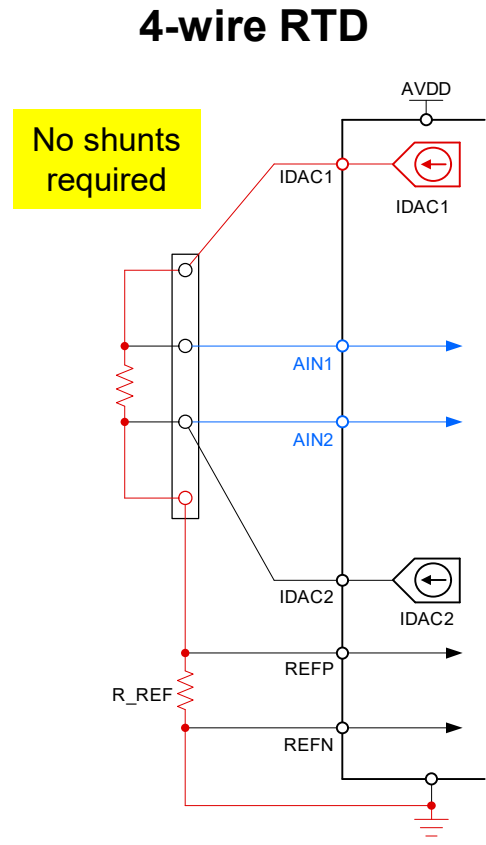 4-wire RTD
AVDD
No shunts
required
IDAC1
IDAC1
AIN1
AIN2
IDAC2
IDAC2
REFP
R_REF
REFN